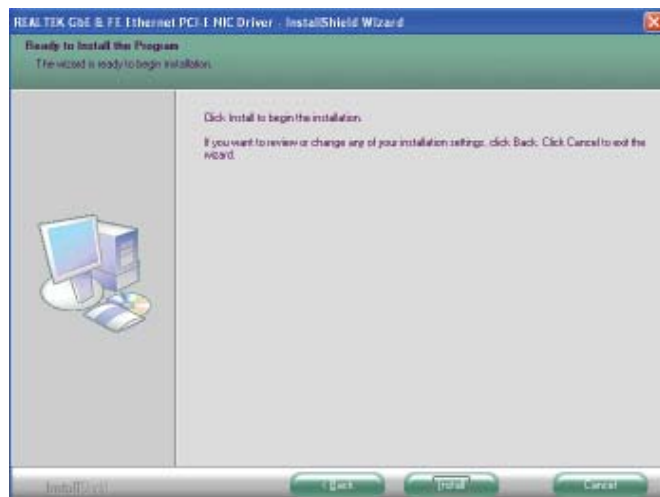 REALTEK GbE & FE Ethernet PCI-E NIC Driver - InstallShield Wizard
Ready to Install the Program
The wizard is ready to begin installation.
Click Install to begin the installation.
If you want to review or change any of your installation settings, click Back. Click Cancel to exit the
wizard.
InstallShield
< Back
Install
Cancel